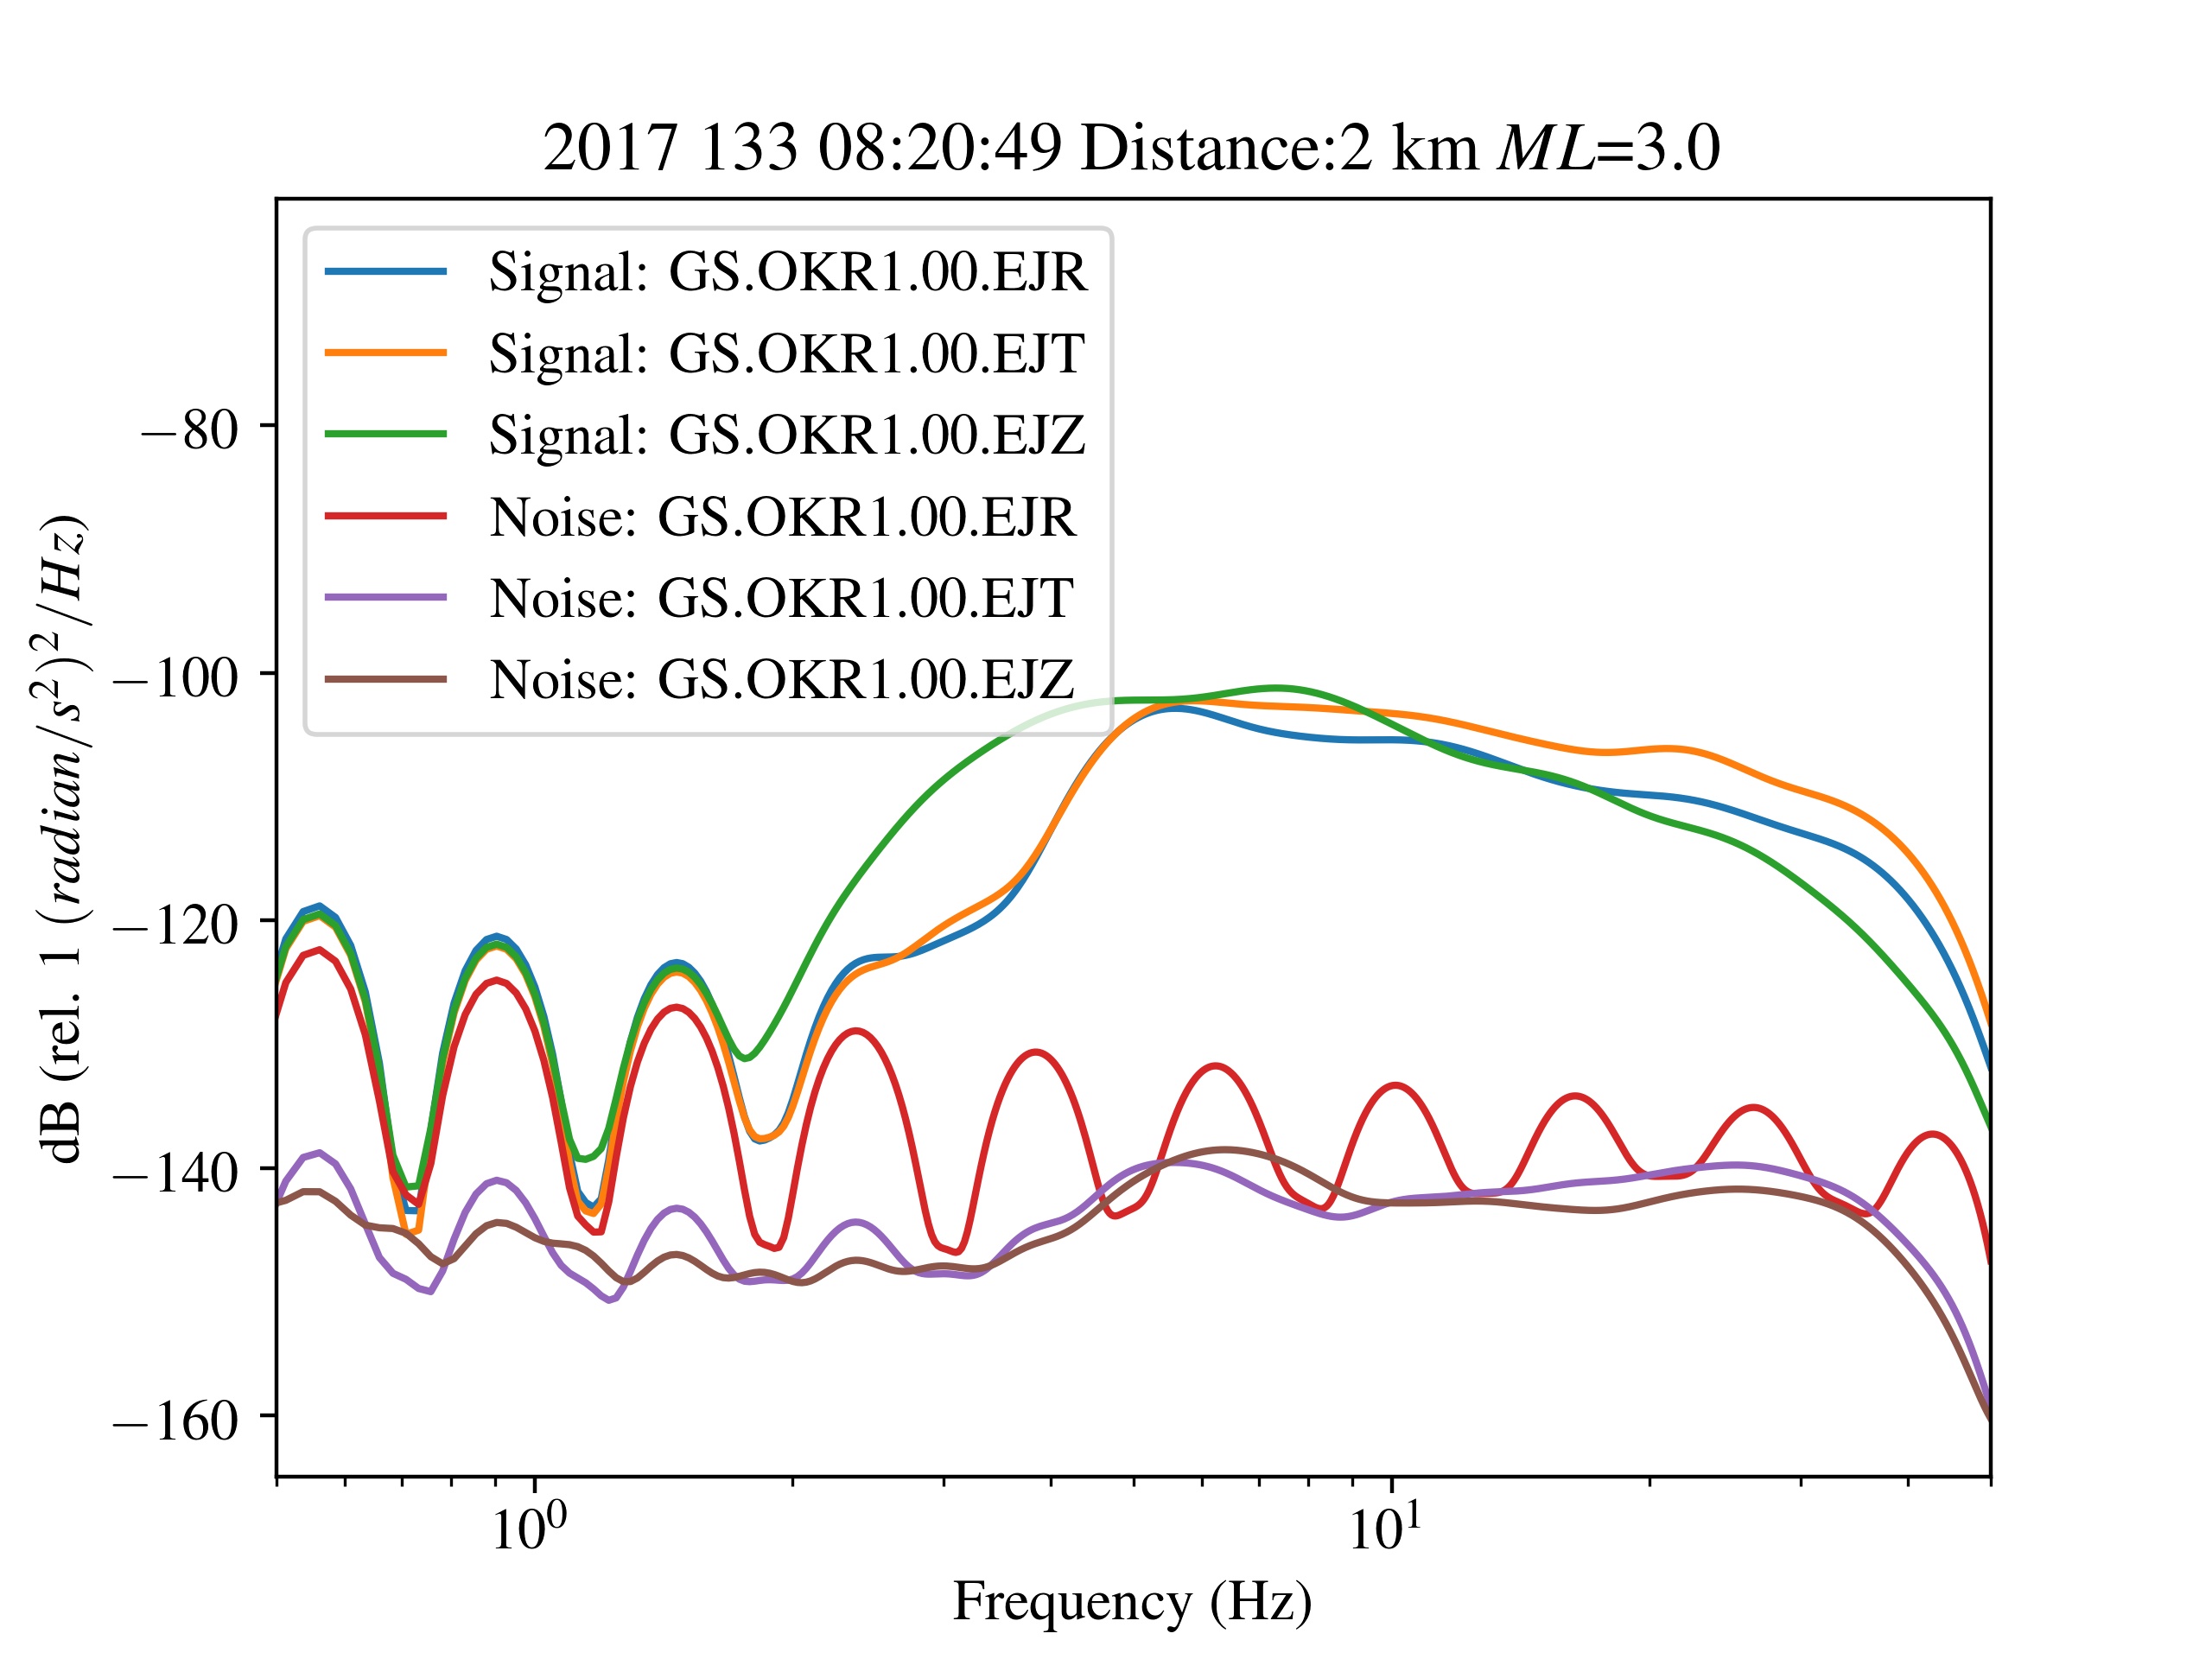 2017 133 08:20:49 Distance:2 km ML=3.0
Signal: GS.OKR1.00.EJR
Signal: GS.OKR1.00.EJT
Signal: GS.OKR1.00.EJZ
Noise: GS.OKR1.00.EJR
Noise: GS.OKR1.00.EJT
Noise: GS.OKR1.00.EJZ
dB (rel. 1 (radian/s²)²/Hz)
−80
−100
−120
−140
−160
10⁰ 10¹
Frequency (Hz)